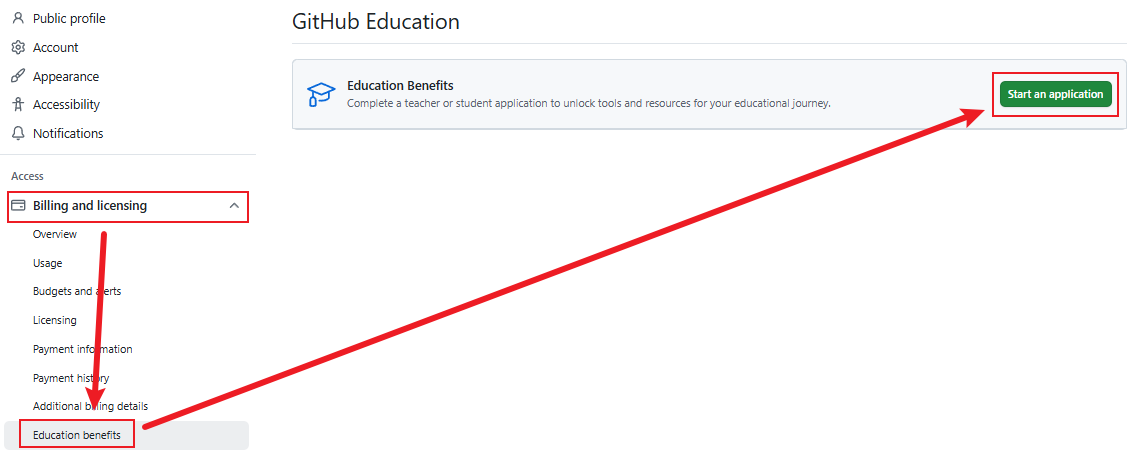 Public profile
Account
Appearance
Accessibility
Notifications
Access
Billing and licensing
Overview
Usage
Budgets and alerts
Licensing
Payment information
Payment history
Additional billing details
Education benefits
GitHub Education
Education Benefits
Complete a teacher or student application to unlock tools and resources for your educational journey.
Start an application